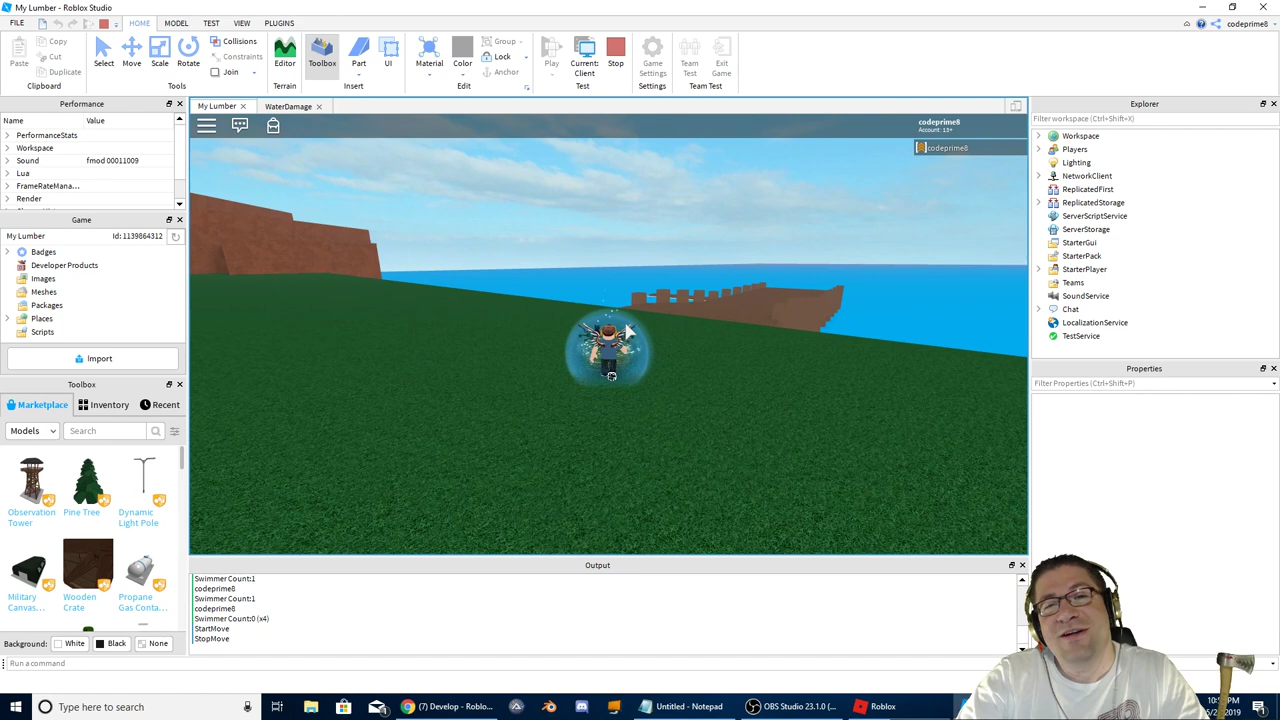 My Lumber - Roblox Studio
FILE
HOME
MODEL
TEST
VIEW
PLUGINS
codeprime8
Paste
Copy
Cut
Duplicate
Clipboard
Select
Move
Scale
Rotate
Collisions
Constraints
Join
Tools
Editor
Terrain
Toolbox
Part
UI
Insert
Material
Color
Group
Lock
Anchor
Edit
Play
Current:
Client
Stop
Test
Game
Settings
Settings
Team
Test
Exit
Game
Team Test
Performance
Name
Value
PerformanceStats
Workspace
Sound
fmod 00011009
Lua
FrameRateMana...
Render
Game
My Lumber
Id: 1139864312
Badges
Developer Products
Images
Meshes
Packages
Places
Scripts
Import
Toolbox
Marketplace
Inventory
Recent
Models
Search
Observation
Tower
Pine Tree
Dynamic
Light Pole
Military
Canvas...
Wooden
Crate
Propane
Gas Conta...
Background:
White
Black
None
Run a command
My Lumber
WaterDamage
codeprime8
Account: 13+
codeprime8
Output
Swimmer Count:1
codeprime8
Swimmer Count:1
codeprime8
Swimmer Count:0 (x4)
StartMove
StopMove
Explorer
Filter workspace (Ctrl+Shift+X)
Workspace
Players
Lighting
NetworkClient
ReplicatedFirst
ReplicatedStorage
ServerScriptService
ServerStorage
StarterGui
StarterPack
StarterPlayer
Teams
SoundService
Chat
LocalizationService
TestService
Properties
Filter Properties (Ctrl+Shift+P)
Type here to search
(7) Develop - Roblo...
Untitled - Notepad
OBS Studio 23.1.0 (...
Roblox